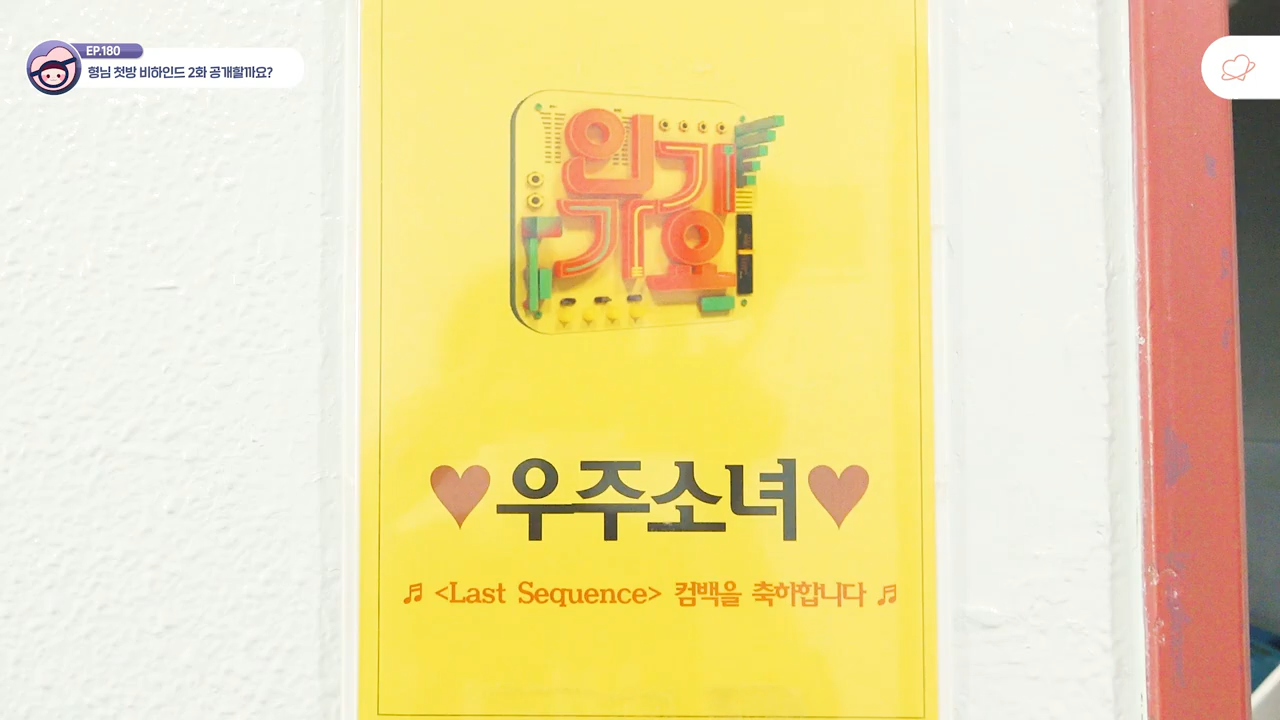 EP.180
형님 첫방 비하인드 2화 공개할까요?
인기
가요
♥우주소녀♥
♬ <Last Sequence> 컴백을 축하합니다 ♬